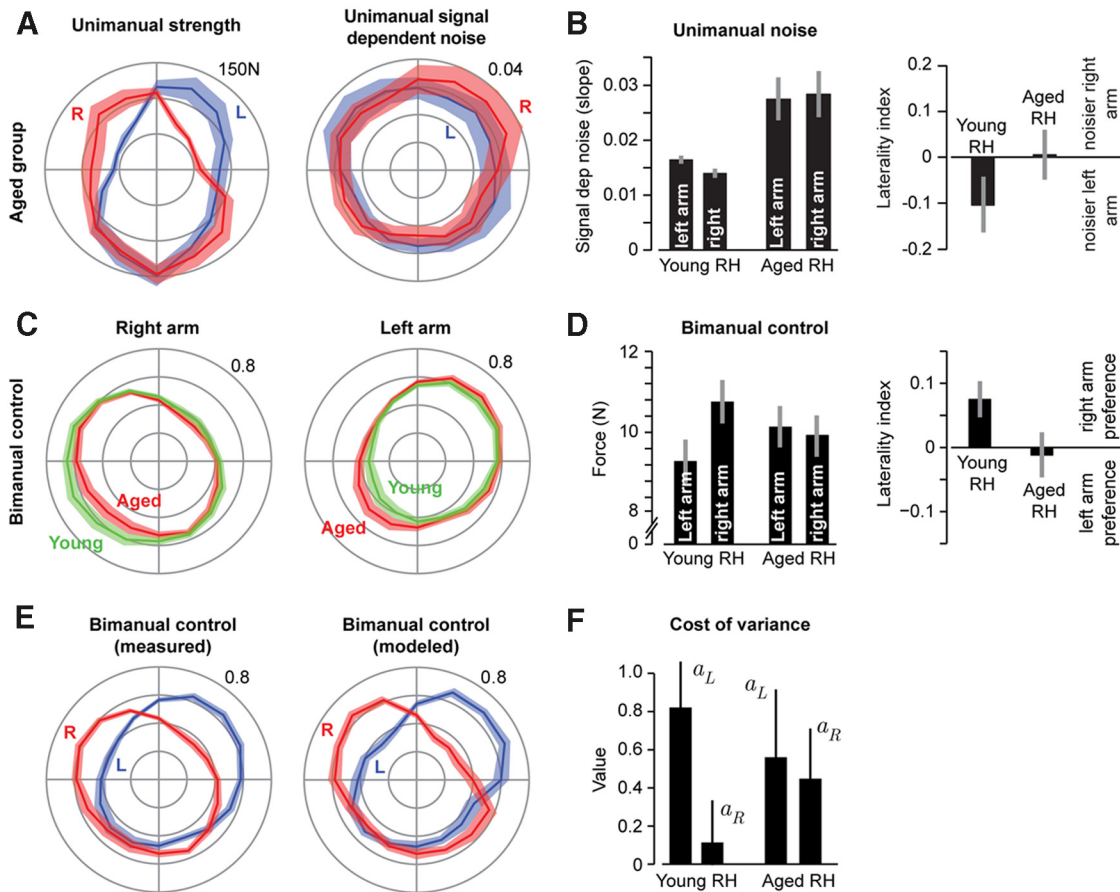 A
Unimanual strength
Unimanual signal
dependent noise
150N
0.04
R
L
R
L
Aged group
B
Unimanual noise
Signal dep noise (slope)
0.03
0.02
0.01
0
left arm
right
Left arm
right arm
Young RH
Aged RH
Laterality index
0.2
0.1
0
-0.1
-0.2
Young
RH
Aged
RH
noisier right
arm
noisier left
arm
C
Right arm
Left arm
0.8
0.8
Bimanual control
Aged
Young
Young
Aged
D
Bimanual control
Force (N)
12
10
8
0
Left arm
right arm
Left arm
right arm
Young RH
Aged RH
Laterality index
0.1
0
−0.1
Young
RH
Aged
RH
right arm
preference
left arm
preference
E
Bimanual control
(measured)
Bimanual control
(modeled)
0.8
0.8
R
L
R
L
F
Cost of variance
Value
1.0
0.8
0.6
0.4
0.2
0
aL
aR
aL
aR
Young RH
Aged RH